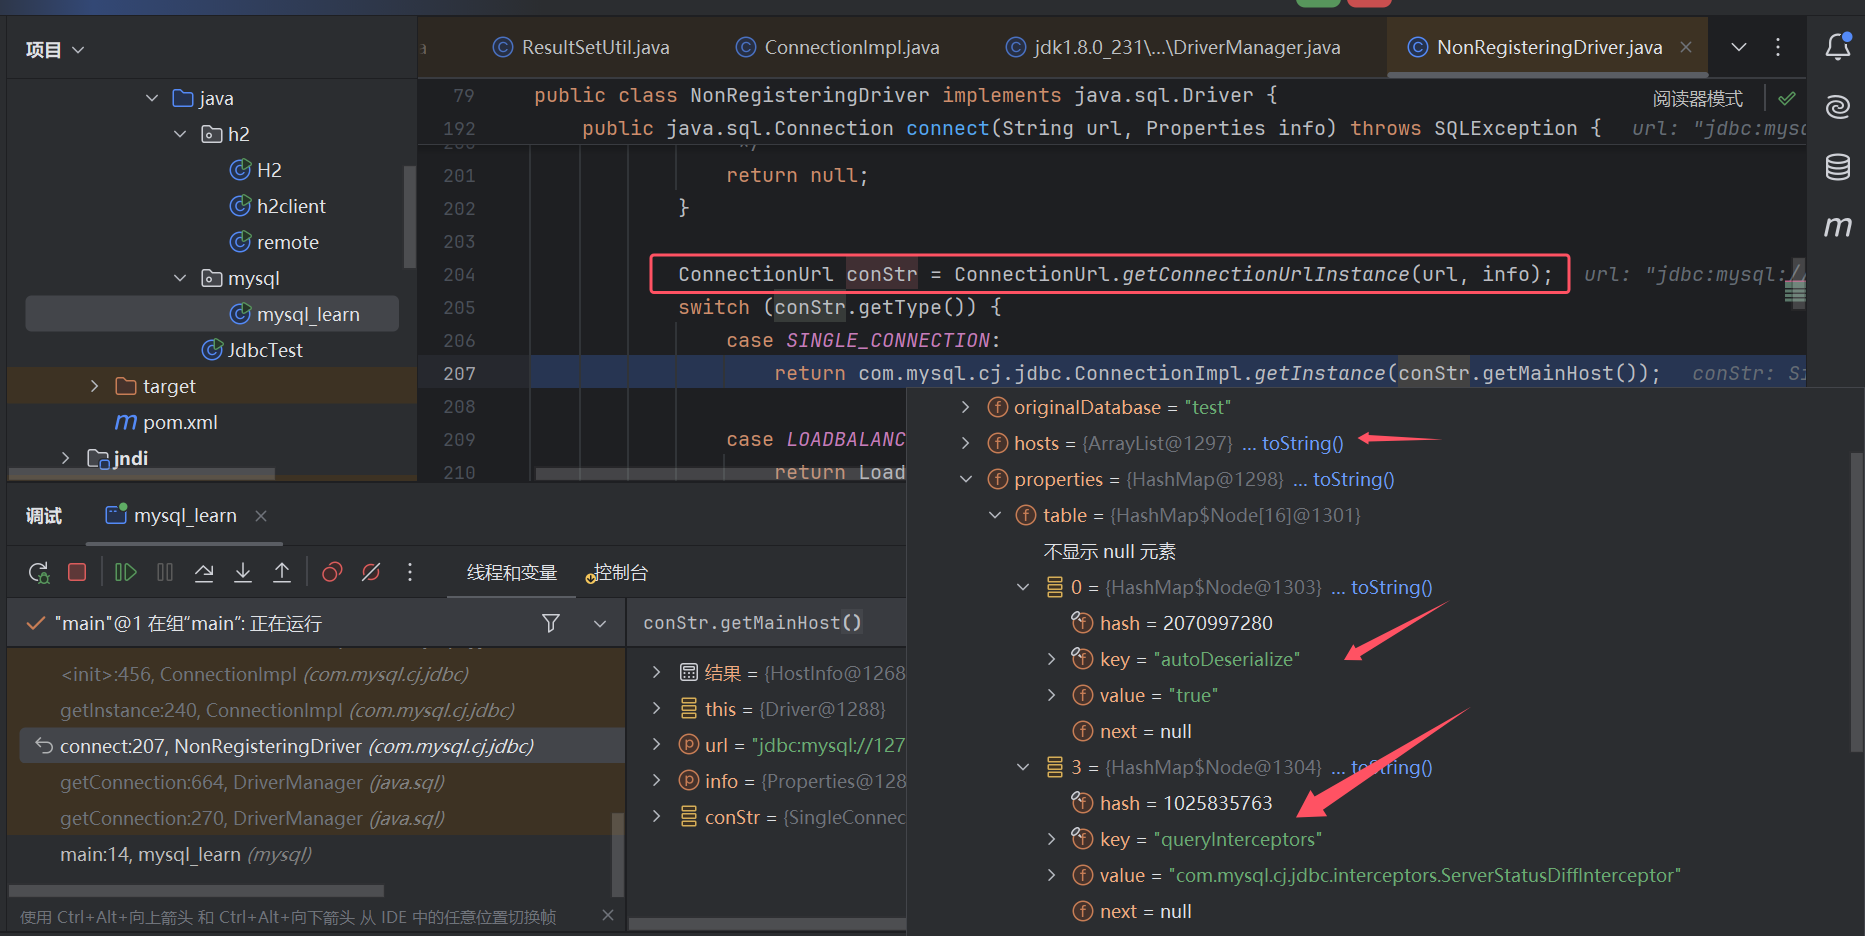 项目
java
h2
H2
h2client
remote
mysql
mysql_learn
JdbcTest
target
pom.xml
jndi
a
ResultSetUtil.java
ConnectionImpl.java
jdk1.8.0_231\...\DriverManager.java
NonRegisteringDriver.java
阅读器模式
79 public class NonRegisteringDriver implements java.sql.Driver {
192 public java.sql.Connection connect(String url, Properties info) throws SQLException { url: "jdbc:mysq
*/
201 return null;
202 }
203
204 ConnectionUrl conStr = ConnectionUrl.getConnectionUrlInstance(url, info); url: "jdbc:mysql://
205 switch (conStr.getType()) {
206 case SINGLE_CONNECTION:
207 return com.mysql.cj.jdbc.ConnectionImpl.getInstance(conStr.getMainHost()); conStr: Si
208
209 case LOADBALANC
210 return Load
调试
mysql_learn
线程和变量
控制台
"main"@1 在组“main”: 正在运行
<init>:456, ConnectionImpl (com.mysql.cj.jdbc)
getInstance:240, ConnectionImpl (com.mysql.cj.jdbc)
connect:207, NonRegisteringDriver (com.mysql.cj.jdbc)
getConnection:664, DriverManager (java.sql)
getConnection:270, DriverManager (java.sql)
main:14, mysql_learn (mysql)
使用 Ctrl+Alt+向上箭头 和 Ctrl+Alt+向下箭头 从 IDE 中的任意位置切换帧
conStr.getMainHost()
结果 = {HostInfo@1268
this = {Driver@1288}
url = "jdbc:mysql://127
info = {Properties@128
conStr = {SingleConnec
originalDatabase = "test"
hosts = {ArrayList@1297} ... toString()
properties = {HashMap@1298} ... toString()
table = {HashMap$Node[16]@1301}
不显示 null 元素
0 = {HashMap$Node@1303} ... toString()
hash = 2070997280
key = "autoDeserialize"
value = "true"
next = null
3 = {HashMap$Node@1304} ... toString()
hash = 1025835763
key = "queryInterceptors"
value = "com.mysql.cj.jdbc.interceptors.ServerStatusDiffInterceptor"
next = null